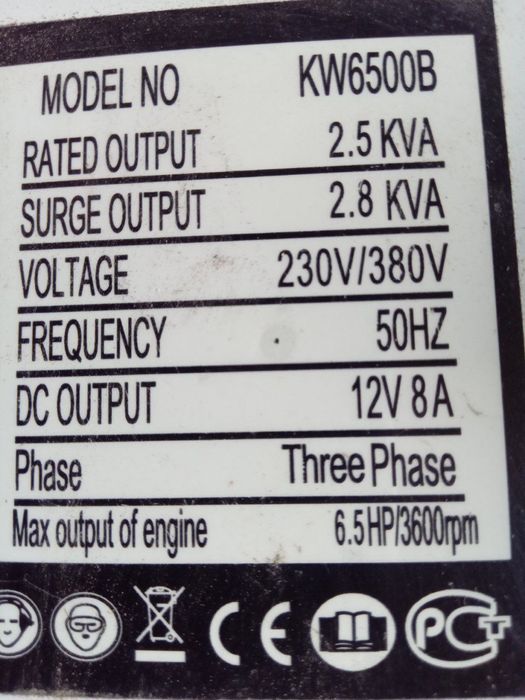 MODEL NO KW6500B
RATED OUTPUT 2.5 KVA
SURGE OUTPUT 2.8 KVA
VOLTAGE 230V/380V
FREQUENCY 50HZ
DC OUTPUT 12V 8A
Phase Three Phase
Max output of engine 6.5HP/3600rpm
CE PCT